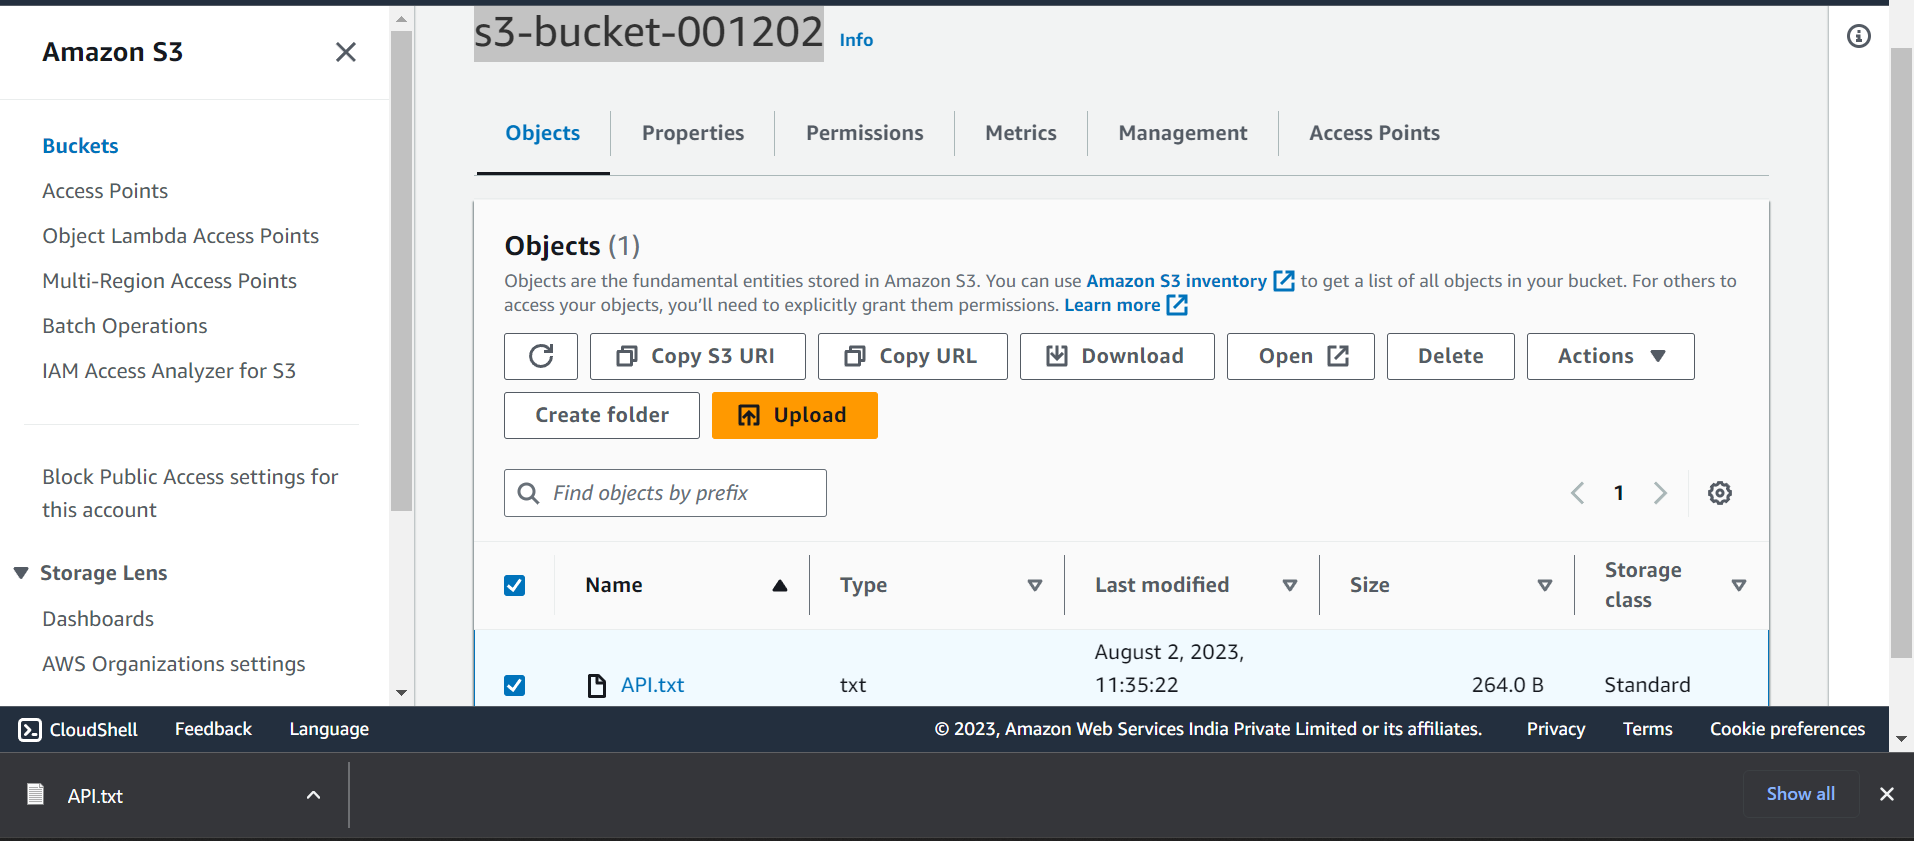 Amazon S3
Buckets
Access Points
Object Lambda Access Points
Multi-Region Access Points
Batch Operations
IAM Access Analyzer for S3
Block Public Access settings for
this account
Storage Lens
Dashboards
AWS Organizations settings
s3-bucket-001202 Info
Objects Properties Permissions Metrics Management Access Points
Objects (1)
Objects are the fundamental entities stored in Amazon S3. You can use Amazon S3 inventory to get a list of all objects in your bucket. For others to
access your objects, you'll need to explicitly grant them permissions. Learn more
Copy S3 URI Copy URL Download Open Delete Actions
Create folder Upload
Find objects by prefix
1
Name Type Last modified Size Storage
class
August 2, 2023,
API.txt txt 11:35:22 264.0 B Standard
CloudShell Feedback Language © 2023, Amazon Web Services India Private Limited or its affiliates. Privacy Terms Cookie preferences
API.txt Show all